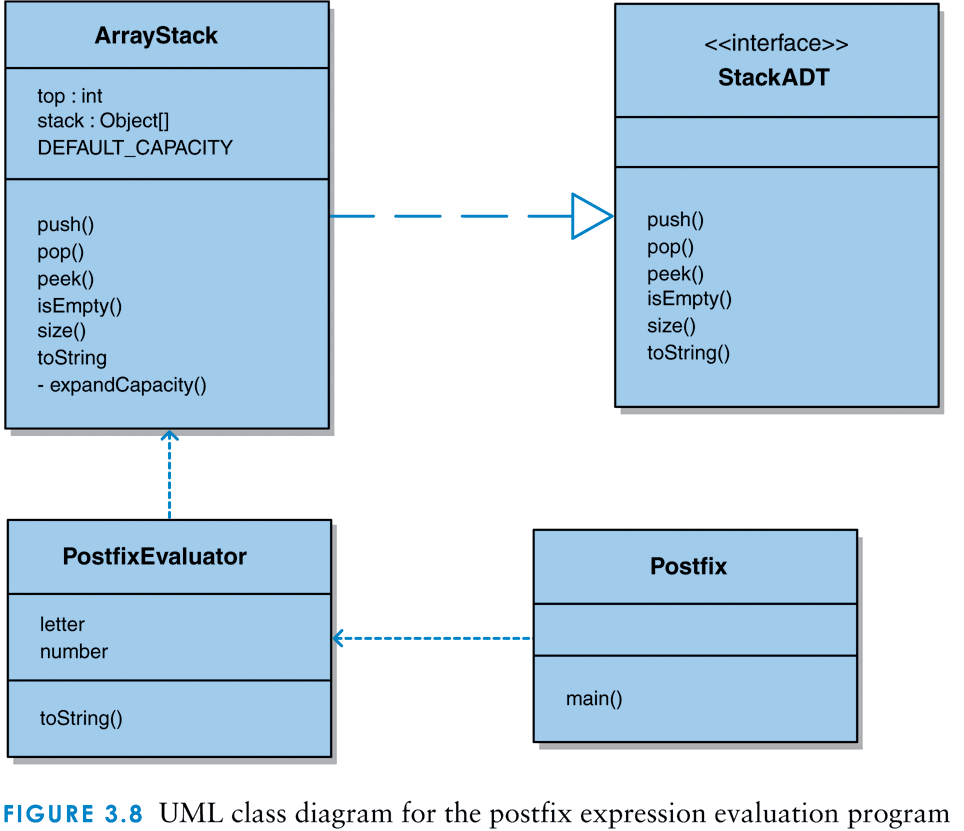 ArrayStack
top : int
stack : Object[]
DEFAULT_CAPACITY
push()
pop()
peek()
isEmpty()
size()
toString
- expandCapacity()
<<interface>>
StackADT
push()
pop()
peek()
isEmpty()
size()
toString()
PostfixEvaluator
letter
number
toString()
Postfix
main()
FIGURE 3.8 UML class diagram for the postfix expression evaluation program